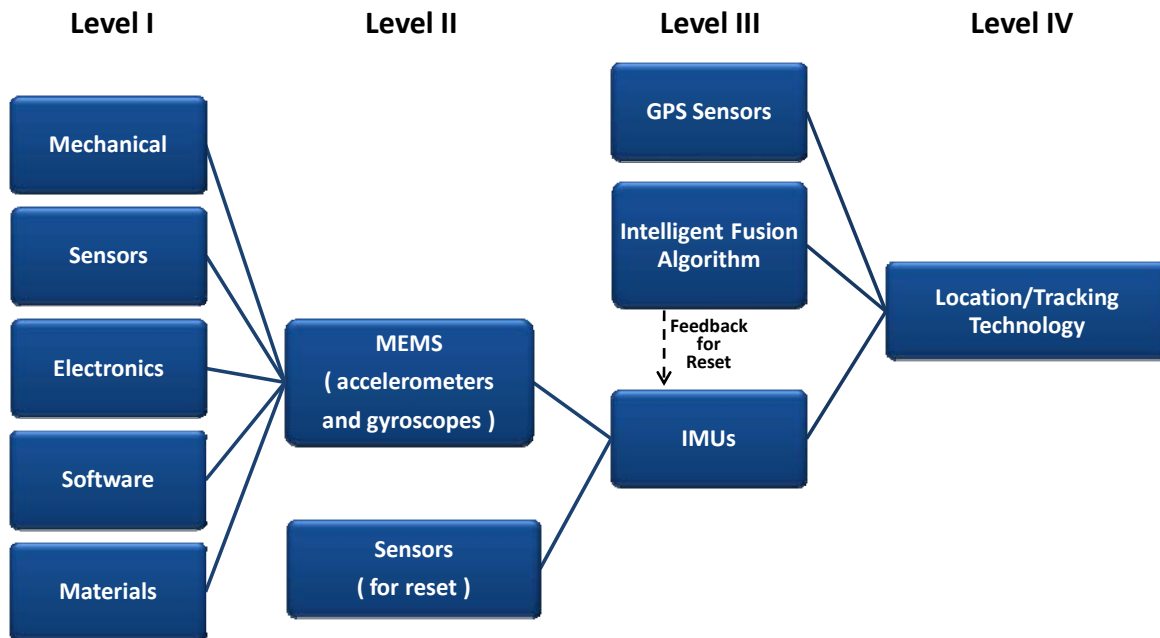 Level I
Level II
Level III
Level IV
Mechanical
Sensors
Electronics
Software
Materials
MEMS
( accelerometers
and gyroscopes )
Sensors
( for reset )
GPS Sensors
Intelligent Fusion
Algorithm
Feedback
for
Reset
IMUs
Location/Tracking
Technology